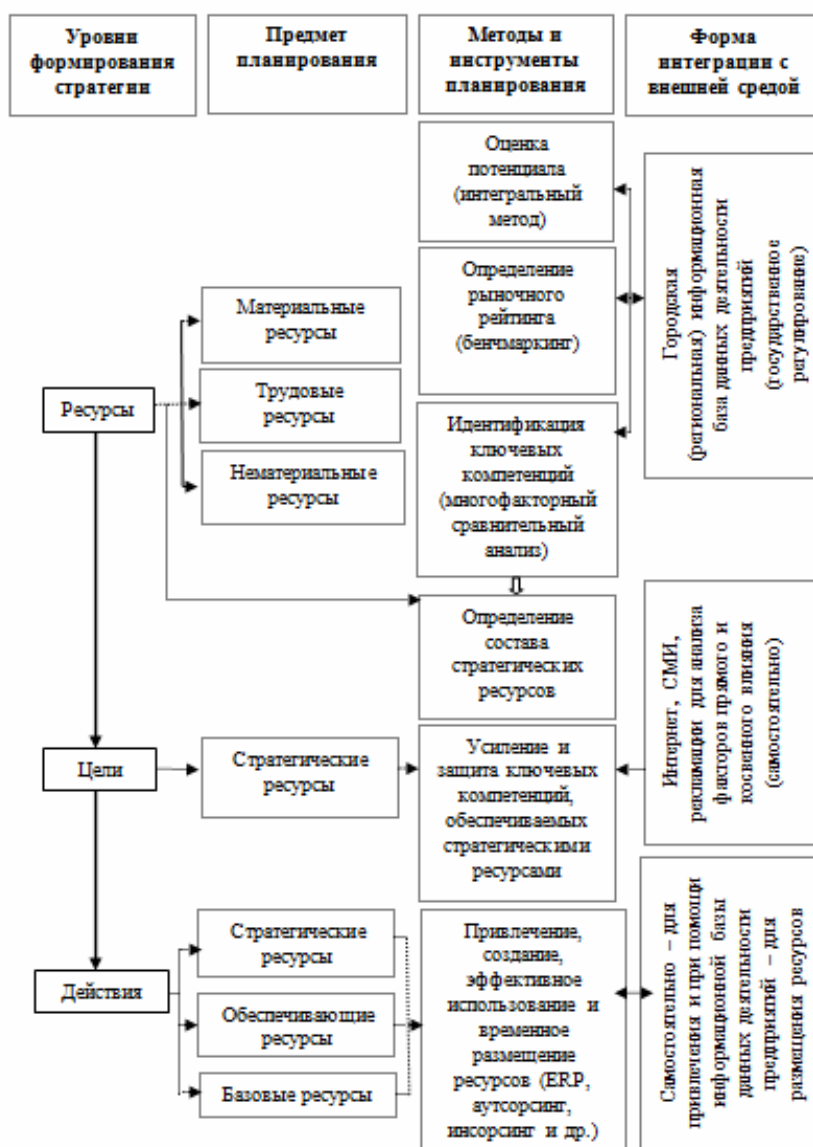 Уровни
формирования
стратегии
Предмет
планирования
Методы и
инструменты
планирования
Форма
интеграции с
внешней средой
Оценка
потенциала
(интегральный
метод)
Определение
рыночного
рейтинга
(бенчмаркинг)
Городская
(региональная) информационная
база данных деятельности
предприятий
(государственное
регулирование)
Материальные
ресурсы
Ресурсы
Трудовые
ресурсы
Нематериальные
ресурсы
Идентификация
ключевых
компетенций
(многофакторный
сравнительный
анализ)
Определение
состава
стратегических
ресурсов
Интернет, СМИ,
рекламации для анализа
факторов прямого и
косвенного влияния
(самостоятельно)
Цели
Стратегические
ресурсы
Усиление и
защита ключевых
компетенций,
обеспечиваемых
стратегическими
ресурсами
Действия
Стратегические
ресурсы
Обеспечивающие
ресурсы
Базовые ресурсы
Привлечение,
создание,
эффективное
использование и
временное
размещение
ресурсов (ERP,
аутсорсинг,
инсорсинг и др.)
Самостоятельно – для
привлечения и при помощи
информационной базы
данных деятельности
предприятий – для
размещения ресурсов